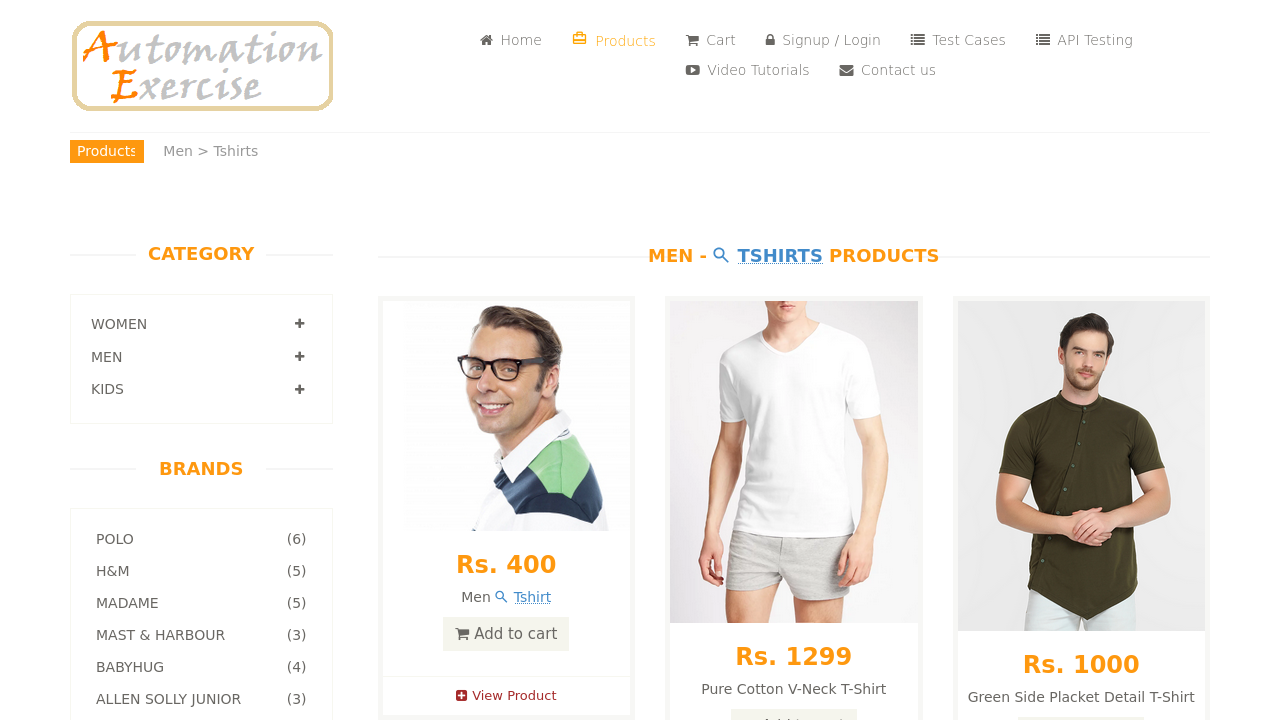 Automation
Exercise
Home
Products
Cart
Signup / Login
Test Cases
API Testing
Video Tutorials
Contact us
Products
Men > Tshirts
CATEGORY
WOMEN
MEN
KIDS
BRANDS
POLO (6)
H&M (5)
MADAME (5)
MAST & HARBOUR (3)
BABYHUG (4)
ALLEN SOLLY JUNIOR (3)
MEN - TSHIRTS PRODUCTS
Rs. 400
Men Tshirt
Add to cart
View Product
Rs. 1299
Pure Cotton V-Neck T-Shirt
Rs. 1000
Green Side Placket Detail T-Shirt